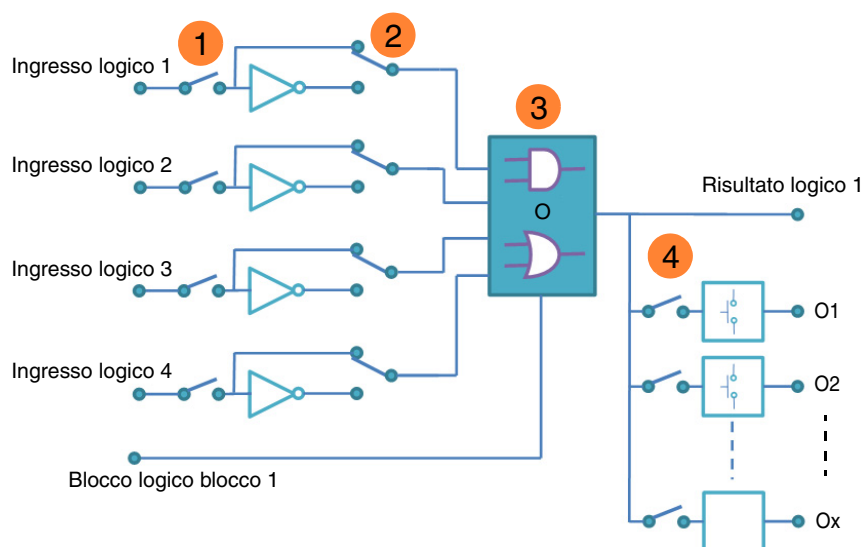 1
2
Ingresso logico 1
3
Ingresso logico 2
Risultato logico 1
O
4
Ingresso logico 3
O1
Ingresso logico 4
O2
Blocco logico blocco 1
Ox